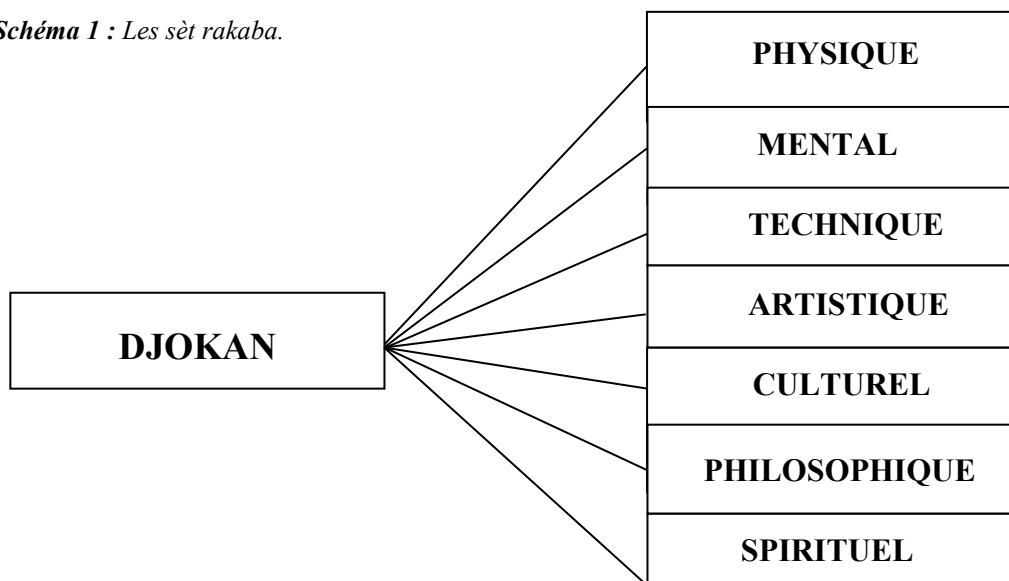 Schéma 1 : Les sèt rakaba.
PHYSIQUE
MENTAL
TECHNIQUE
ARTISTIQUE
DJOKAN
CULTUREL
PHILOSOPHIQUE
SPIRITUEL